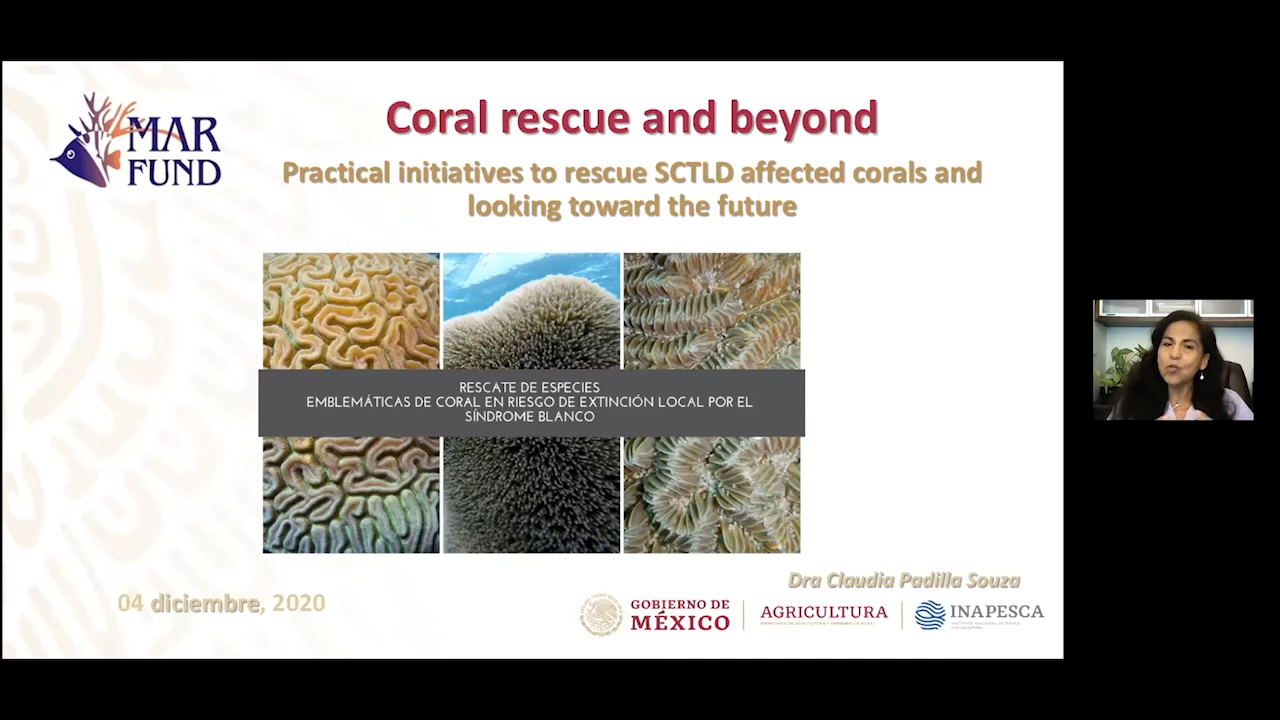 MAR
FUND
Coral rescue and beyond
Practical initiatives to rescue SCTLD affected corals and
looking toward the future
RESCATE DE ESPECIES
EMBLEMÁTICAS DE CORAL EN RIESGO DE EXTINCIÓN LOCAL POR EL
SÍNDROME BLANCO
Dra Claudia Padilla Souza
04 diciembre, 2020
GOBIERNO DE
MÉXICO
AGRICULTURA
INAPESCA